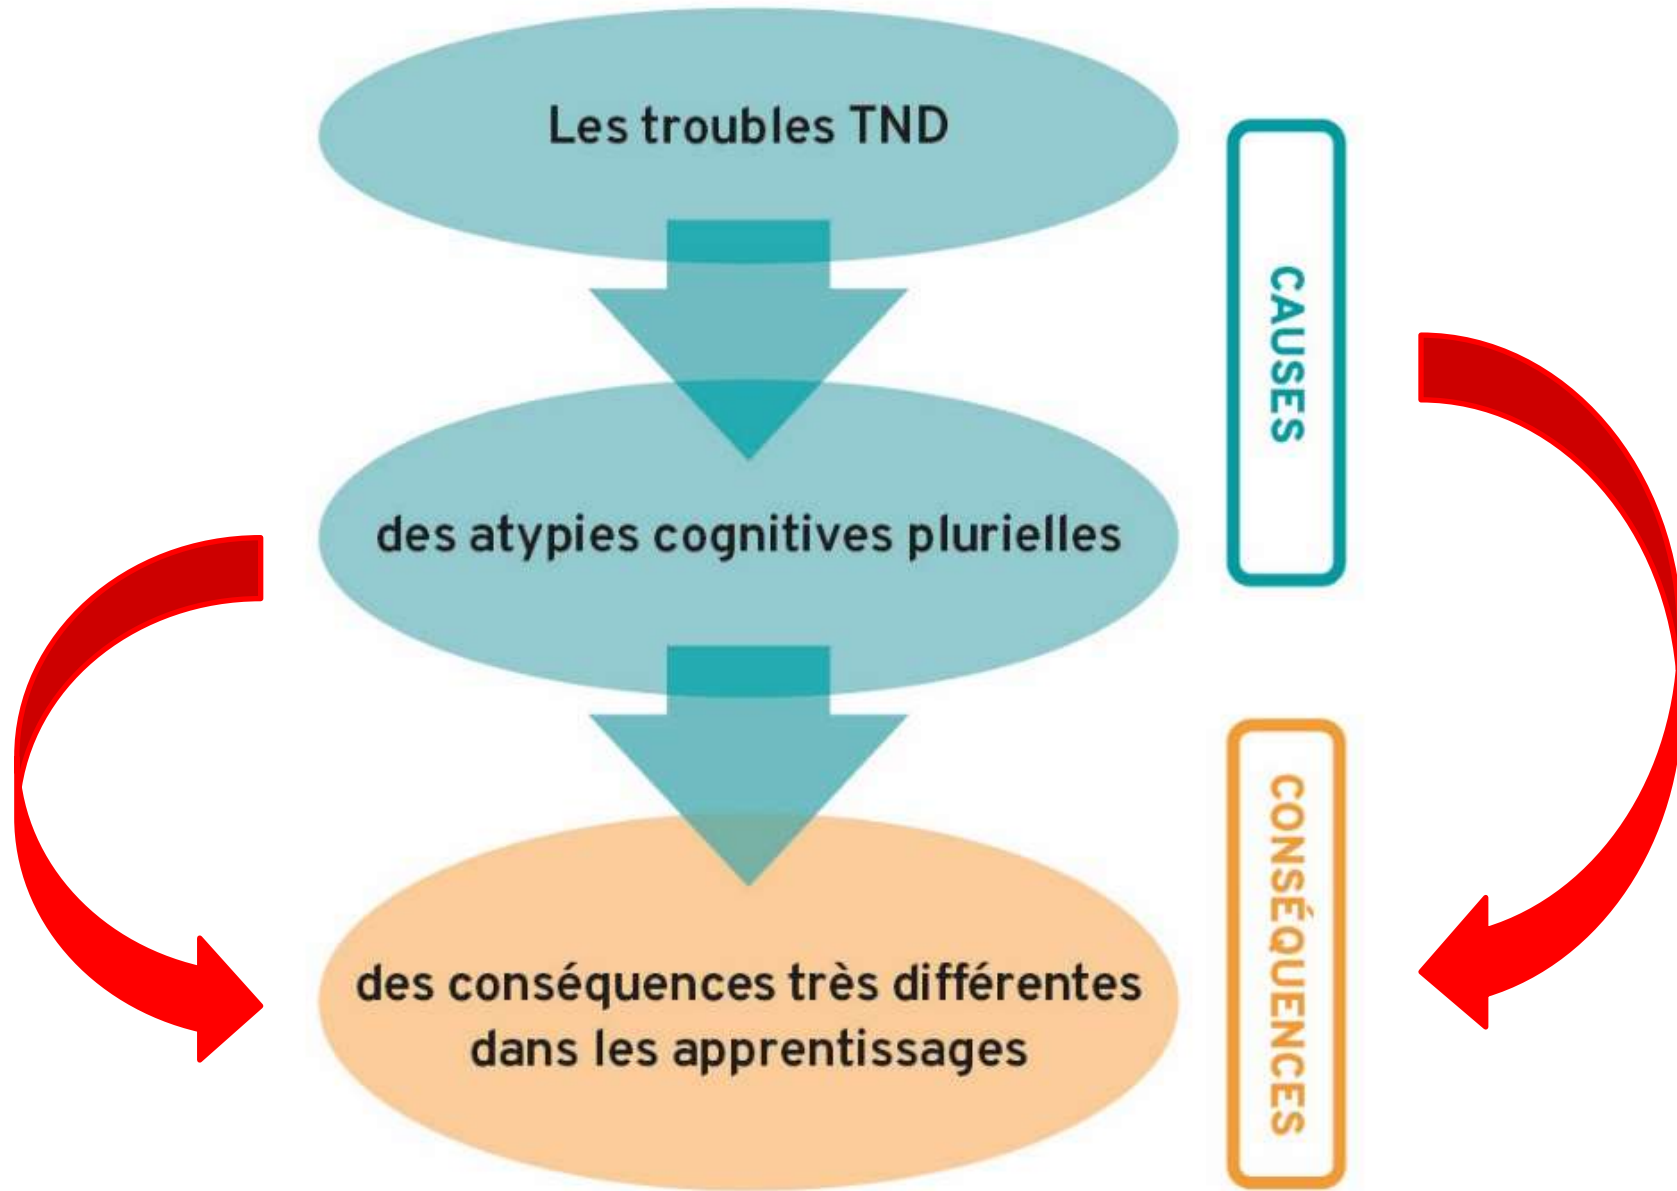 Les troubles TND
CAUSES
des atypies cognitives plurielles
CONSÉQUENCES
des conséquences très différentes
dans les apprentissages